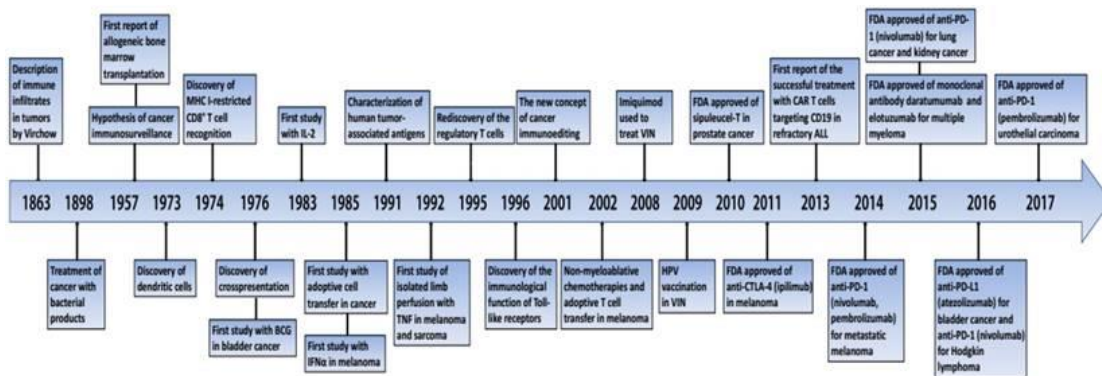 First report of
allogeneic bone
marrow
transplantation
FDA approved of anti-PD-
1 (nivolumab) for lung
cancer and kidney cancer
Description
of immune
infiltrates
in tumors
by Virchow
Hypothesis of cancer
immunosurveillance
Discovery of
MHC I-restricted
CD8⁺ T cell
recognition
First study
with IL-2
Characterization of
human tumor-
associated antigens
Rediscovery of the
regulatory T cells
The new concept
of cancer
immunoediting
Imiquimod
used to
treat VIN
FDA approved of
sipuleucel-T in
prostate cancer
First report of the
successful treatment
with CAR T cells
targeting CD19 in
refractory ALL
FDA approved of monoclonal
antibody daratumumab and
elotuzumab for multiple
myeloma
FDA approved of
anti-PD-1
(pembrolizumab) for
urothelial carcinoma
1863 1898 1957 1973 1974 1976 1983 1985 1991 1992 1995 1996 2001 2002 2008 2009 2010 2011 2013 2014 2015 2016 2017
Treatment of
cancer with
bacterial
products
Discovery of
dendritic cells
Discovery of
crosspresentation
First study with BCG
in bladder cancer
First study with
adoptive cell
transfer in cancer
First study with
IFNα in melanoma
First study of
isolated limb
perfusion with
TNF in melanoma
and sarcoma
Discovery of the
immunological
function of Toll-
like receptors
Non-myeloablative
chemotherapies and
adoptive T cell
transfer in melanoma
HPV
vaccination
in VIN
FDA approved of
anti-CTLA-4 (ipilimub)
in melanoma
FDA approved of
anti-PD-1
(nivolumab,
pembrolizumab)
for metastatic
melanoma
FDA approved of
anti-PD-L1
(atezolizumab) for
bladder cancer and
anti-PD-1 (nivolumab)
for Hodgkin
lymphoma